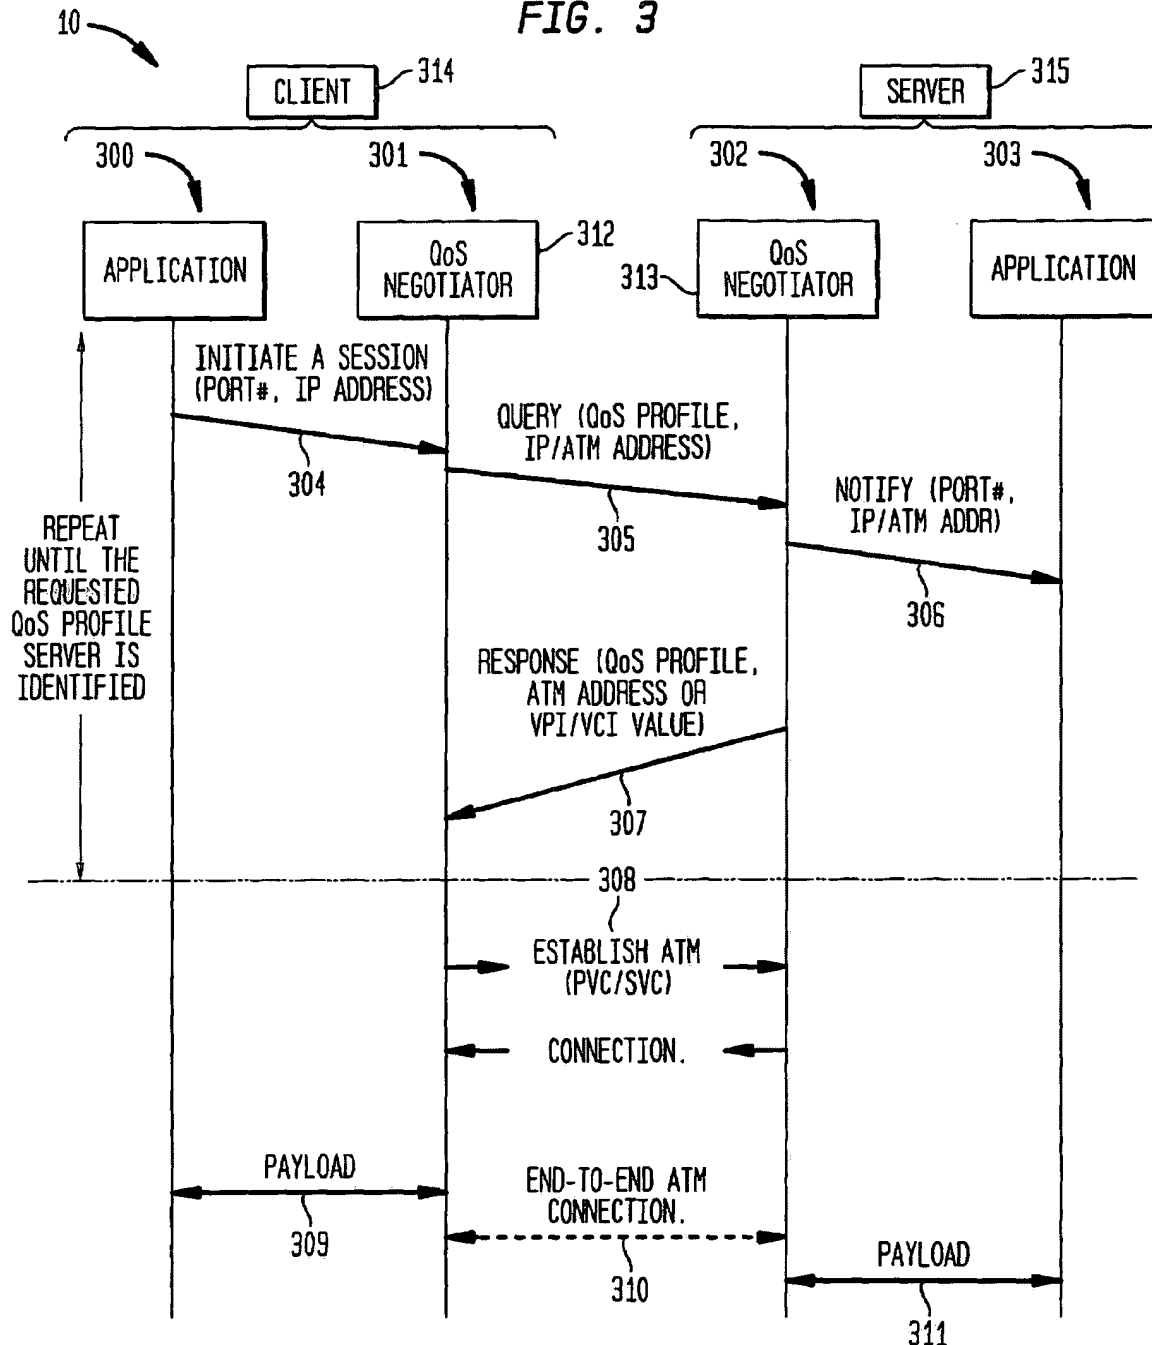 FIG. 3
10
CLIENT
314
SERVER
315
300
301
302
303
APPLICATION
QoS
NEGOTIATOR
312
313
QoS
NEGOTIATOR
APPLICATION
INITIATE A SESSION
(PORT#, IP ADDRESS)
304
QUERY (QoS PROFILE,
IP/ATM ADDRESS)
305
NOTIFY (PORT#,
IP/ATM ADDR)
306
REPEAT
UNTIL THE
REQUESTED
QoS PROFILE
SERVER IS
IDENTIFIED
RESPONSE (QoS PROFILE,
ATM ADDRESS OR
VPI/VCI VALUE)
307
308
ESTABLISH ATM
(PVC/SVC)
CONNECTION.
PAYLOAD
309
END-TO-END ATM
CONNECTION.
310
PAYLOAD
311